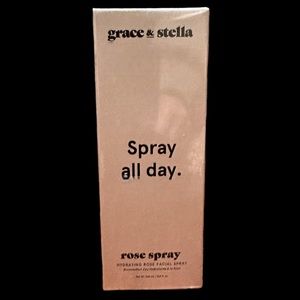 grace & stella
Spray
all day.
rose spray
HYDRATING ROSE FACIAL SPRAY